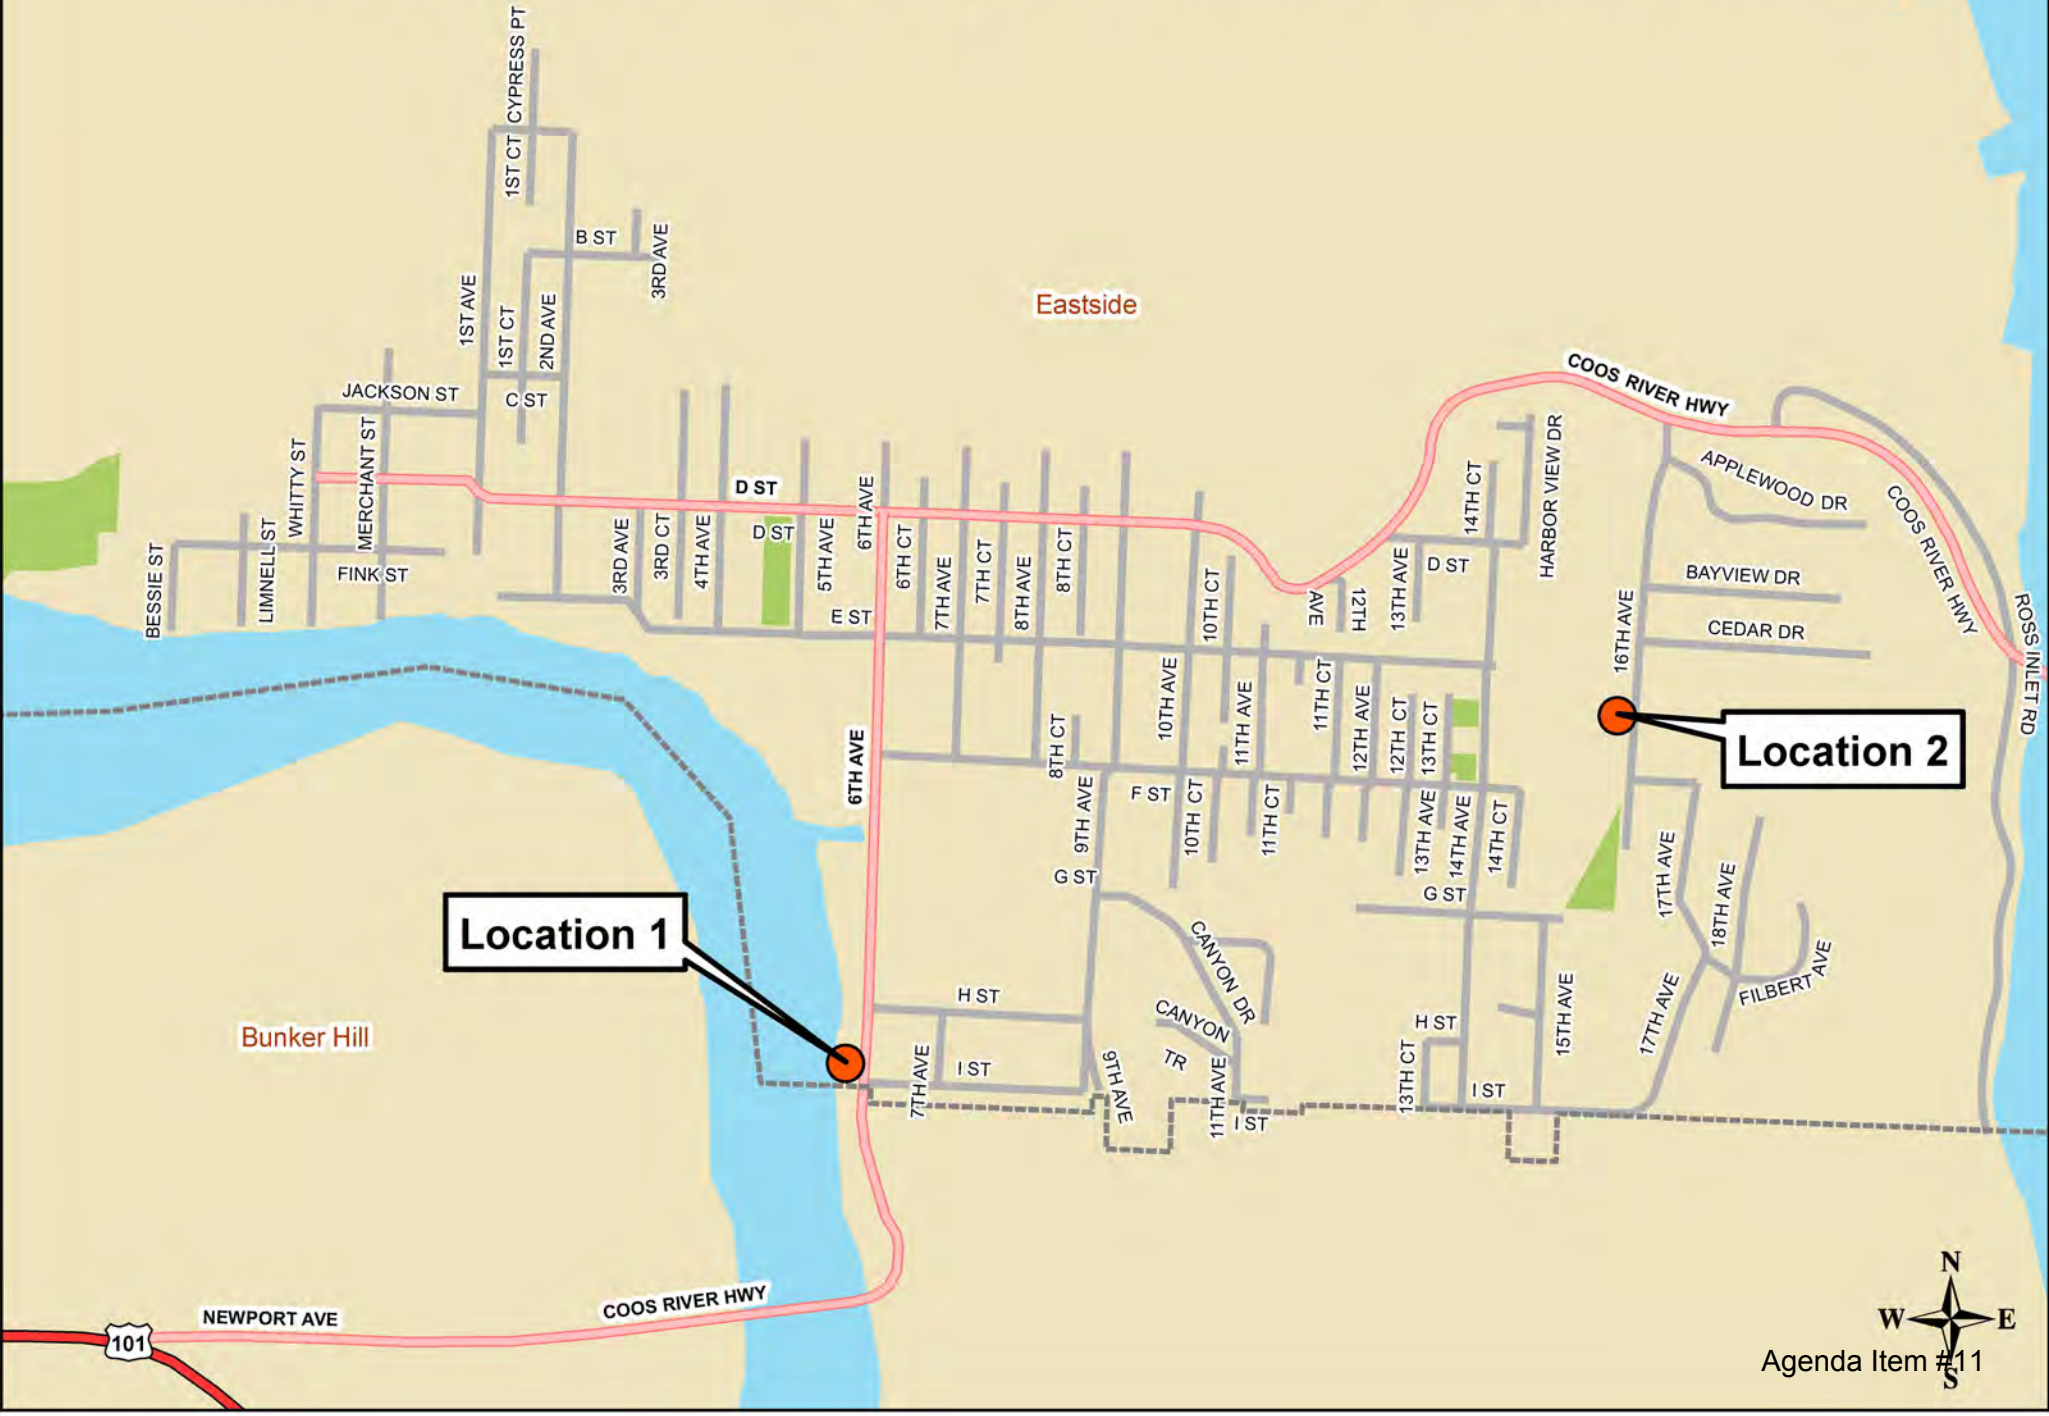 CYPRESS PT
1ST CT
B ST
3RD AVE
1ST AVE
1ST CT
2ND AVE
Eastside
JACKSON ST
C ST
COOS RIVER HWY
WHITTY ST
MERCHANT ST
D ST
6TH AVE
14TH CT
HARBOR VIEW DR
APPLEWOOD DR
COOS RIVER HWY
BESSIE ST
LIMNELL ST
FINK ST
3RD AVE
3RD CT
4TH AVE
D ST
5TH AVE
6TH CT
7TH AVE
7TH CT
8TH AVE
8TH CT
10TH CT
AVE
12TH
13TH AVE
D ST
BAYVIEW DR
ROSS INLET RD
E ST
16TH AVE
CEDAR DR
6TH AVE
8TH CT
10TH AVE
11TH AVE
11TH CT
12TH AVE
12TH CT
13TH CT
Location 2
9TH AVE
F ST
10TH CT
11TH CT
13TH AVE
14TH AVE
14TH CT
17TH AVE
18TH AVE
G ST
G ST
Location 1
CANYON DR
FILBERT AVE
H ST
CANYON
TR
H ST
15TH AVE
17TH AVE
Bunker Hill
7TH AVE
I ST
9TH AVE
11TH AVE
I ST
13TH CT
I ST
NEWPORT AVE
COOS RIVER HWY
101
N
W
E
Agenda Item #11
S